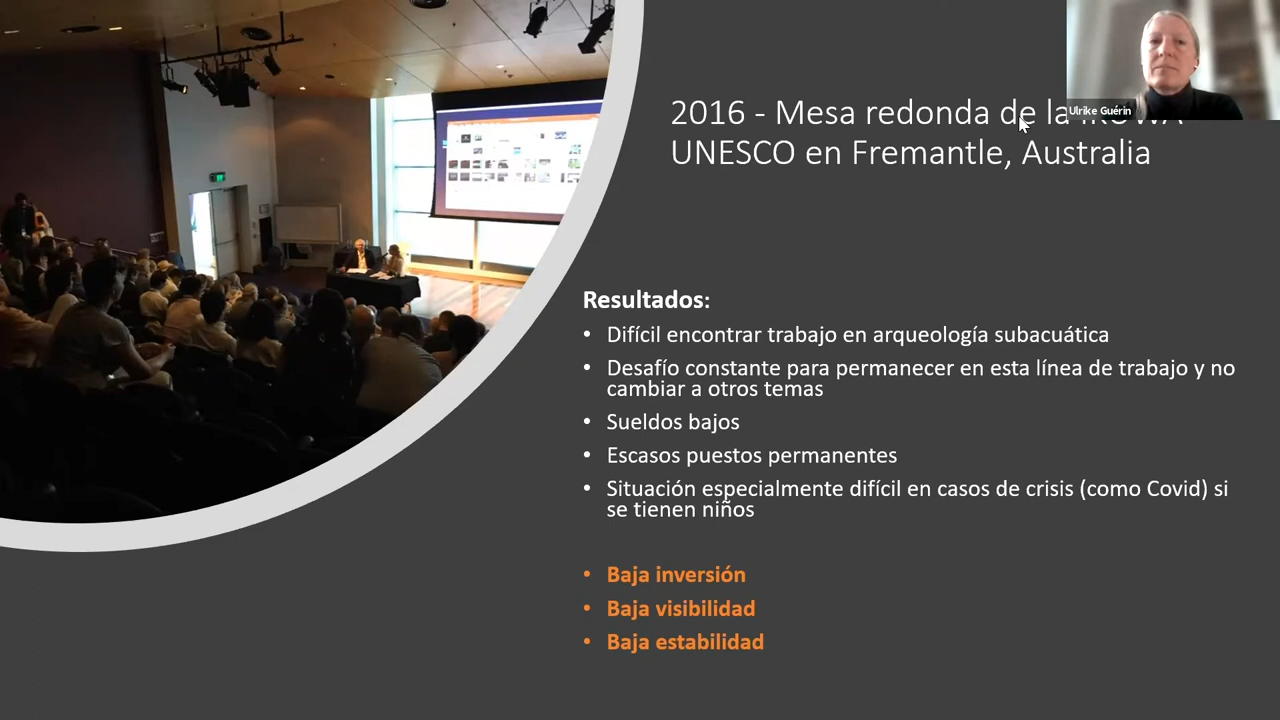 Ulrike Guérin
2016 - Mesa redonda de la
UNESCO en Fremantle, Australia
Resultados:
• Difícil encontrar trabajo en arqueología subacuática
• Desafío constante para permanecer en esta línea de trabajo y no
cambiar a otros temas
• Sueldos bajos
• Escasos puestos permanentes
• Situación especialmente difícil en casos de crisis (como Covid) si
se tienen niños
• Baja inversión
• Baja visibilidad
• Baja estabilidad